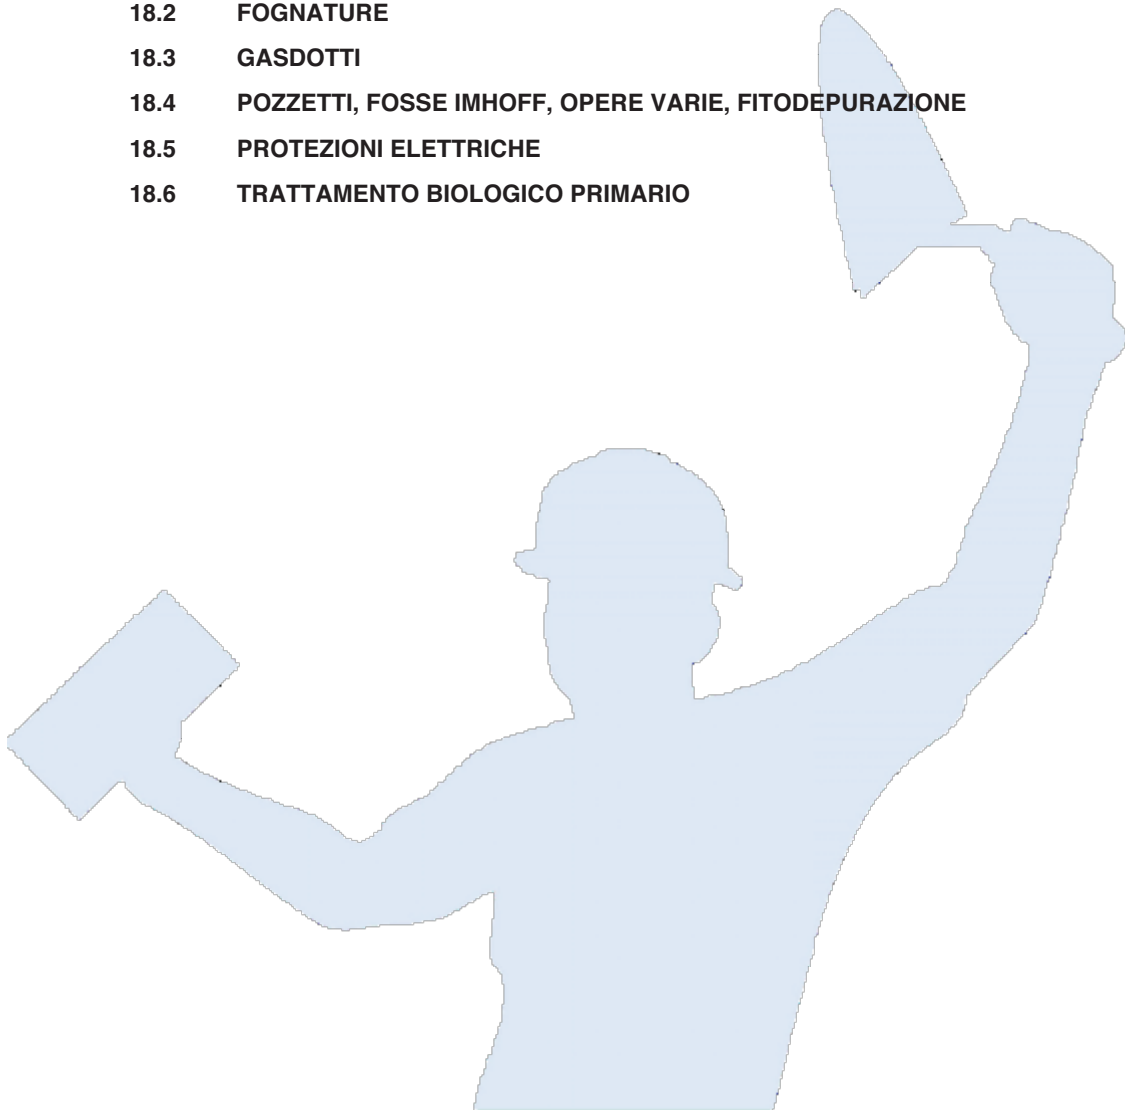 18.2 FOGNATURE
18.3 GASDOTTI
18.4 POZZETTI, FOSSE IMHOFF, OPERE VARIE, FITODEPURAZIONE
18.5 PROTEZIONI ELETTRICHE
18.6 TRATTAMENTO BIOLOGICO PRIMARIO